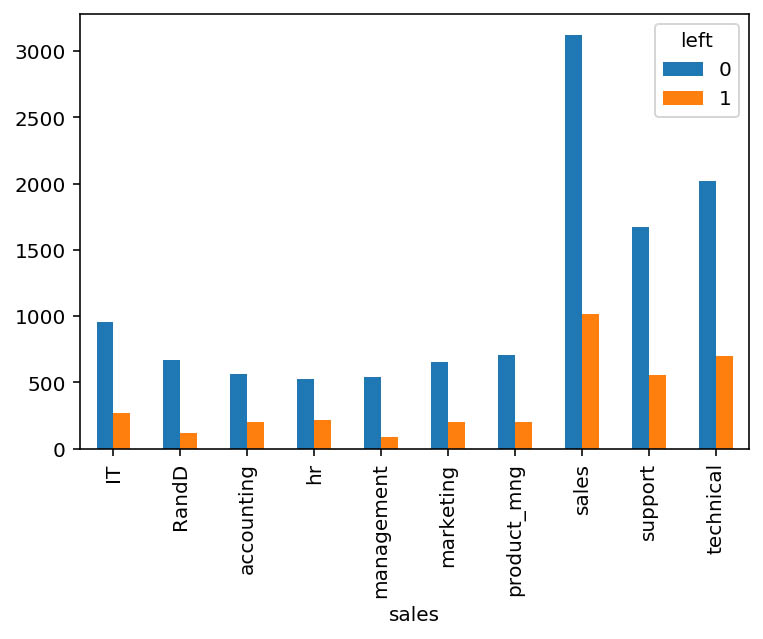 3000
2500
2000
1500
1000
500
0
left
0
1
IT
RandD
accounting
hr
management
marketing
product_mng
sales
support
technical
sales